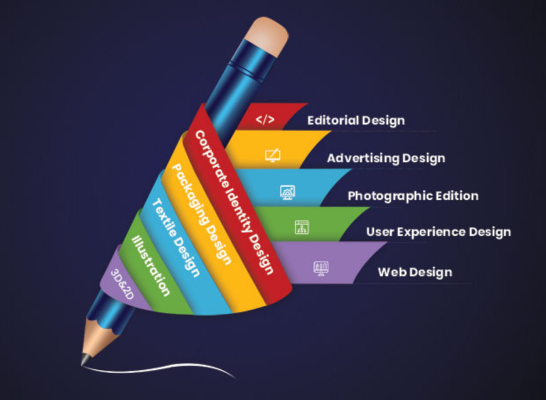 </>
Editorial Design
Advertising Design
Photographic Edition
User Experience Design
Web Design
Corporate Identity Design
Packaging Design
Textile Design
Illustration
3D&2D